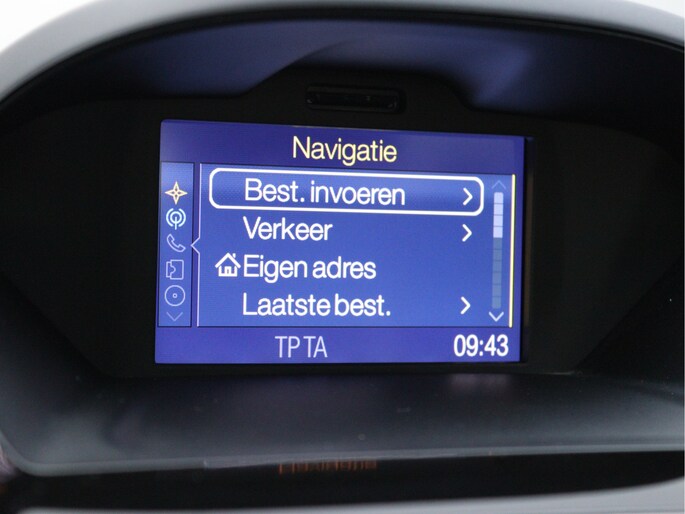 Navigatie
Best. invoeren
Verkeer
Eigen adres
Laatste best.
TP TA 09:43